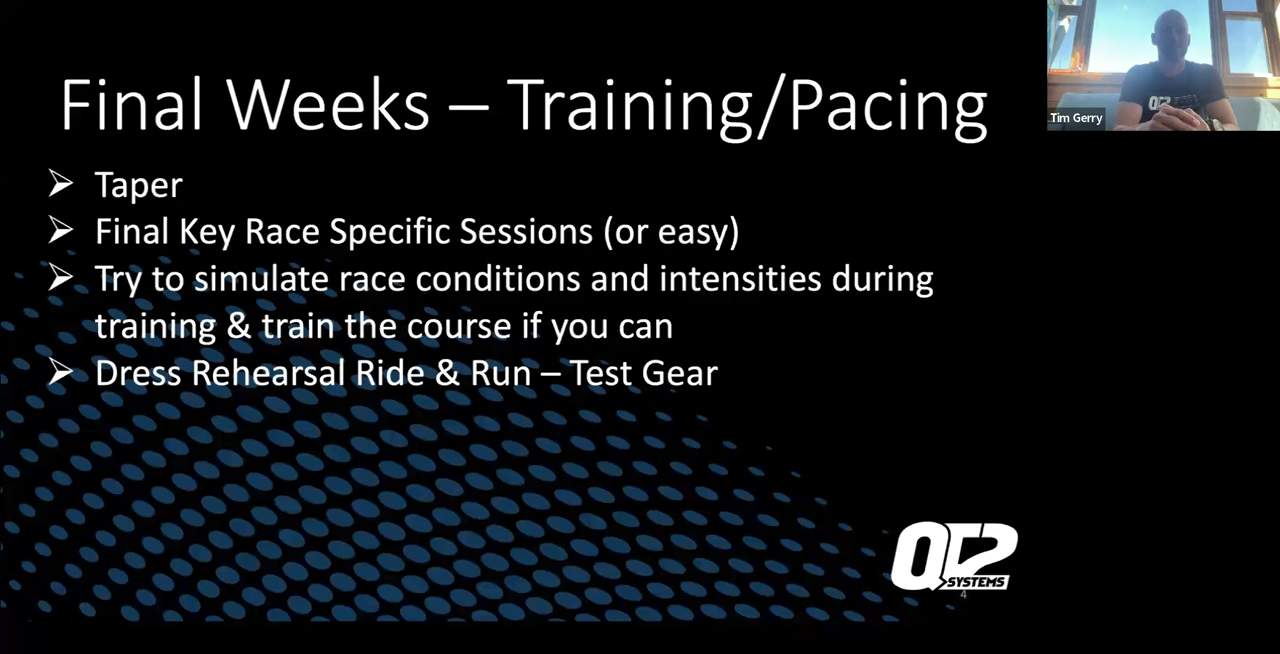 Final Weeks – Training/Pacing
Tim Gerry
➢ Taper
➢ Final Key Race Specific Sessions (or easy)
➢ Try to simulate race conditions and intensities during
training & train the course if you can
➢ Dress Rehearsal Ride & Run – Test Gear
QT2
SYSTEMS
4